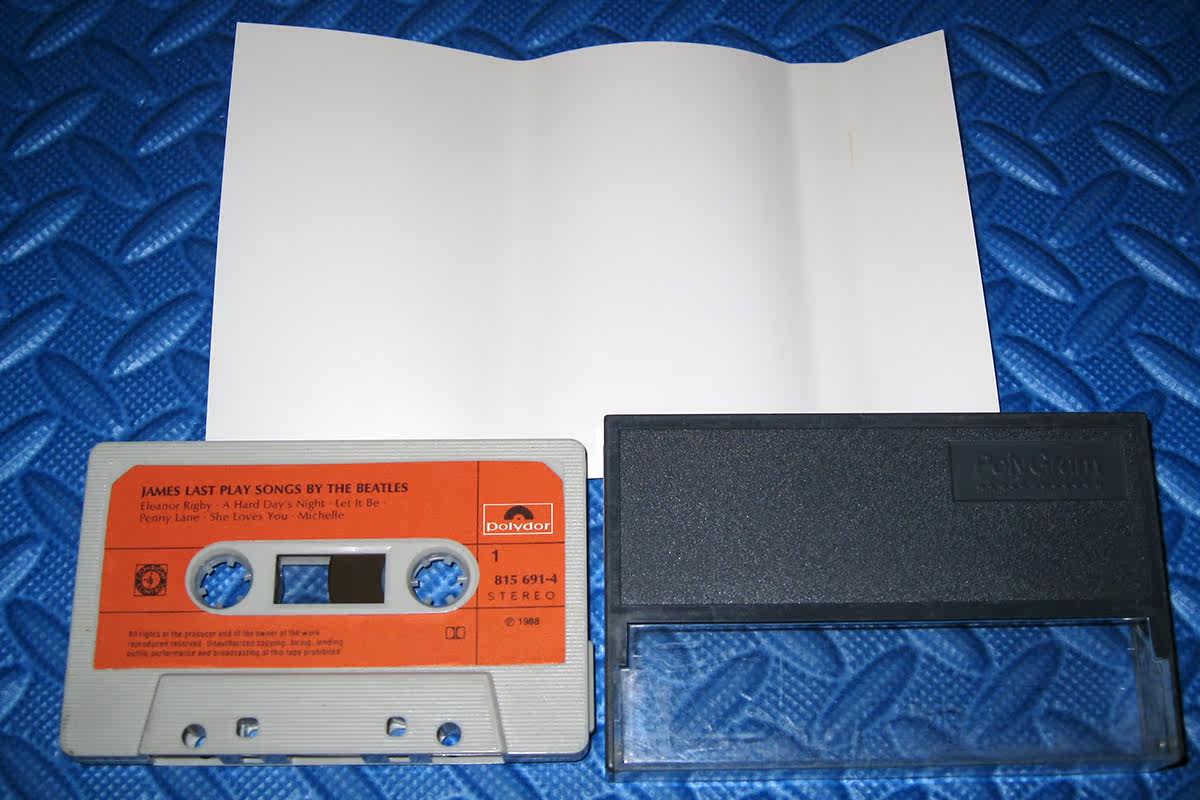 PolyGram
JAMES LAST PLAY SONGS BY THE BEATLES
Eleanor Rigby · A Hard Day's Night · Let It Be ·
Penny Lane · She Loves You · Michelle
polydor
1
815 691-4
STEREO
℗ 1988
All rights of the producer and of the owner of the work
reproduced reserved. Unauthorised copying, hiring, lending
public performance and broadcasting of this tape prohibited